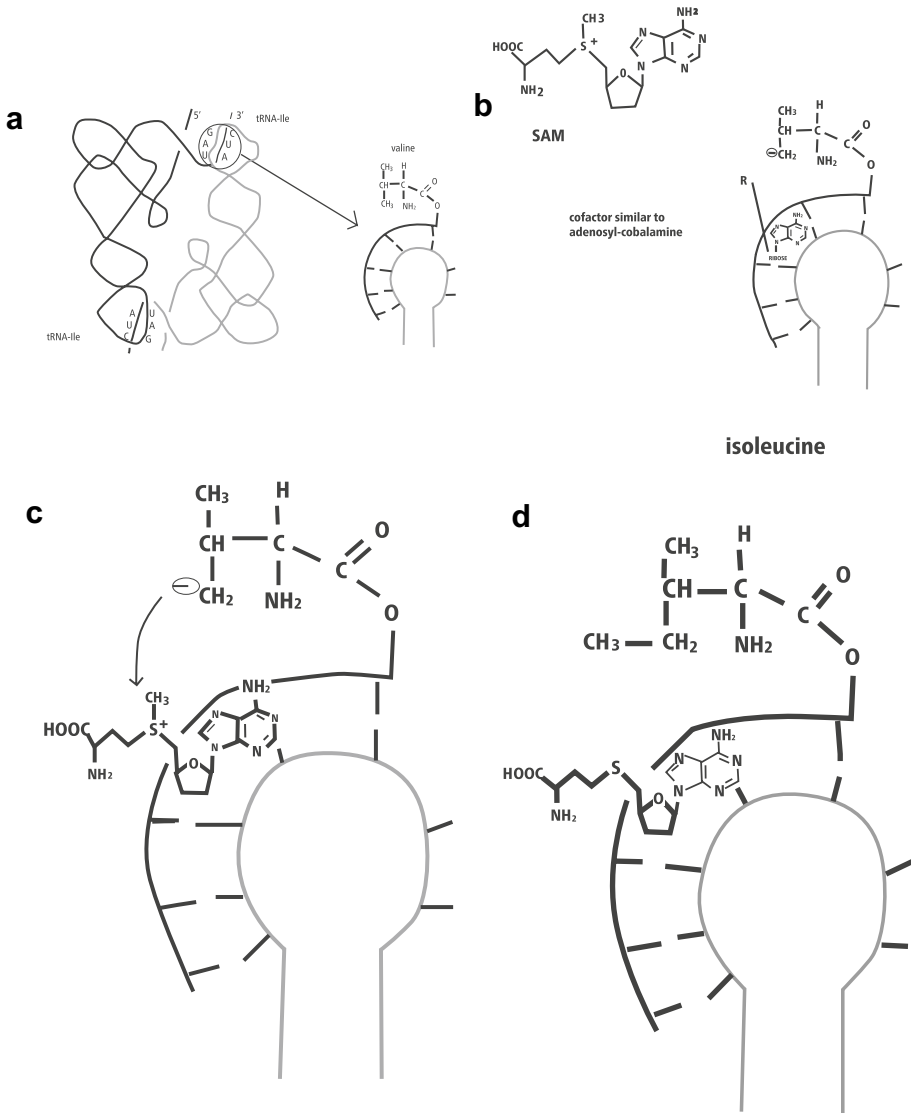 a
5'
3'
tRNA-Ile
G
A
U
C
U
A
valine
CH3
H
CH
C
C
O
CH3
NH2
O
tRNA-Ile
A
U
C
U
A
G
b
CH3
S
+
HOOC
NH2
NH2
N
N
N
N
O
SAM
cofactor similar to
adenosyl-cobalamine
CH3
H
CH
C
C
O
⊖
CH2
NH2
O
R
NH2
N
N
N
N
RIBOSE
c
CH3
H
CH
C
C
O
−
CH2
NH2
O
CH3
NH2
HOOC
S
+
N
N
N
N
NH2
O
isoleucine
d
CH3
H
CH
C
C
O
CH3
CH2
NH2
O
NH2
HOOC
S
N
N
N
N
NH2
O